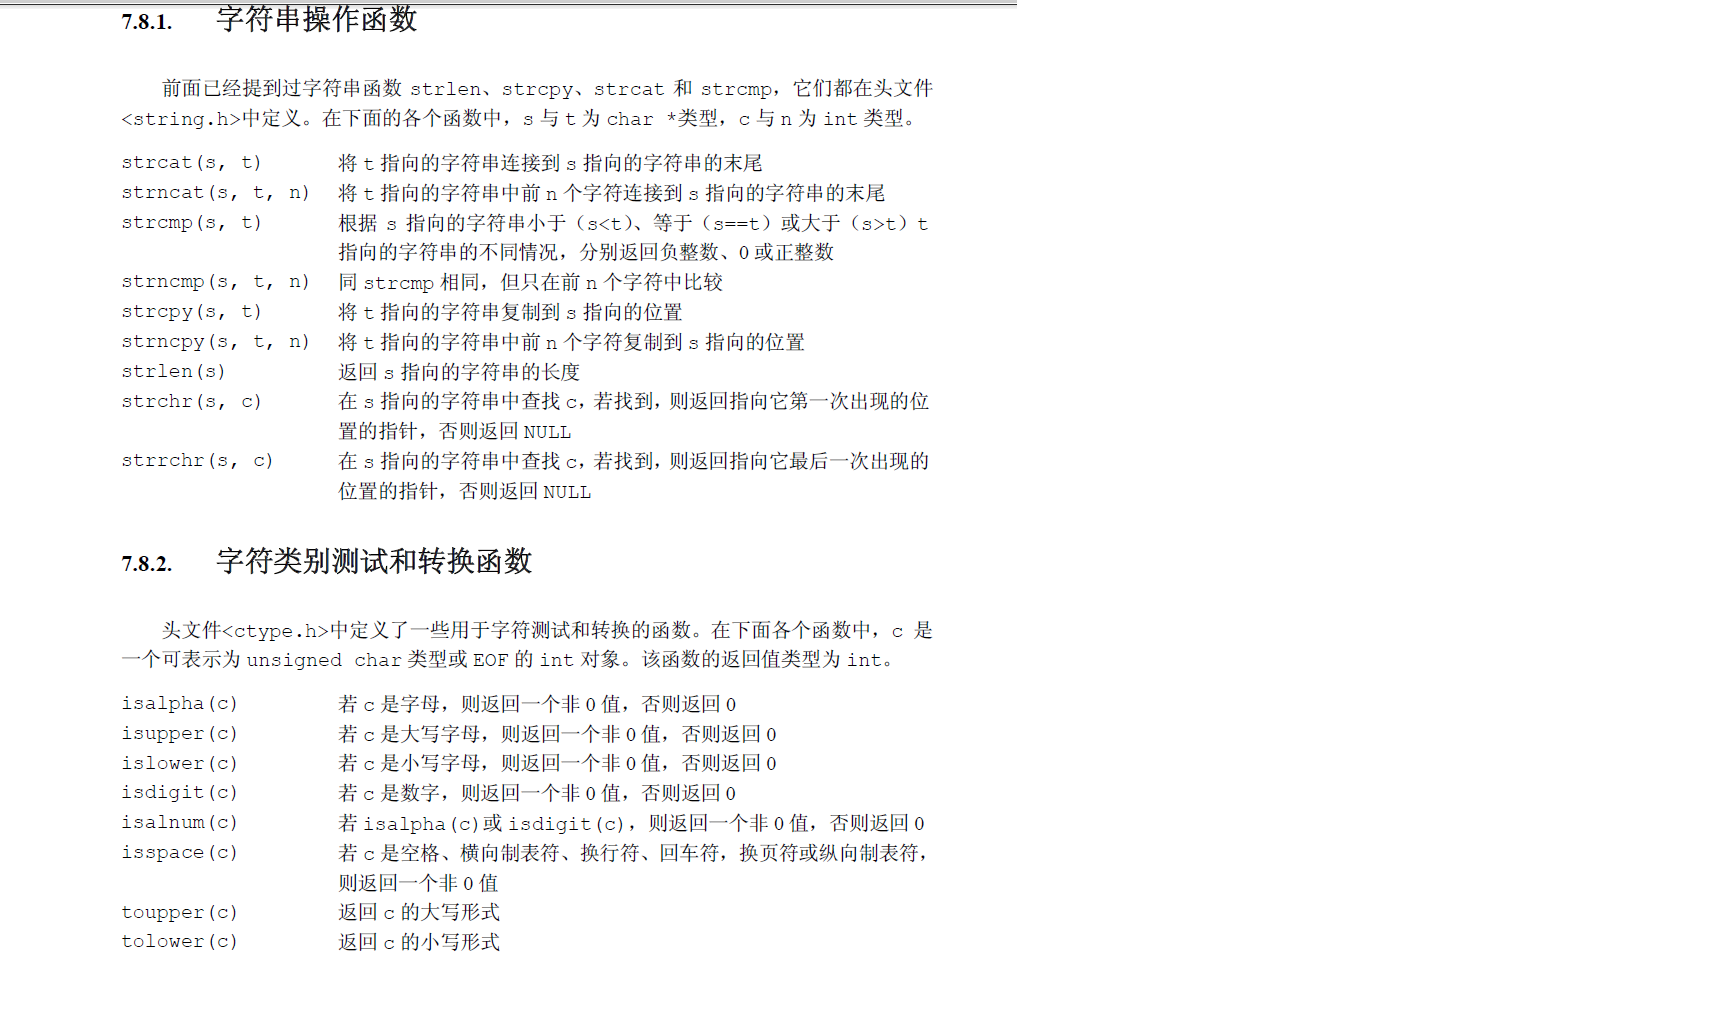 7.8.1. 字符串操作函数
前面已经提到过字符串函数 strlen、strcpy、strcat 和 strcmp，它们都在头文件
<string.h>中定义。在下面的各个函数中，s 与 t 为 char *类型，c 与 n 为 int 类型。
strcat(s, t) 将 t 指向的字符串连接到 s 指向的字符串的末尾
strncat(s, t, n) 将 t 指向的字符串中前 n 个字符连接到 s 指向的字符串的末尾
strcmp(s, t) 根据 s 指向的字符串小于（s<t）、等于（s==t）或大于（s>t）t
指向的字符串的不同情况，分别返回负整数、0 或正整数
strncmp(s, t, n) 同 strcmp 相同，但只在前 n 个字符中比较
strcpy(s, t) 将 t 指向的字符串复制到 s 指向的位置
strncpy(s, t, n) 将 t 指向的字符串中前 n 个字符复制到 s 指向的位置
strlen(s) 返回 s 指向的字符串的长度
strchr(s, c) 在 s 指向的字符串中查找 c，若找到，则返回指向它第一次出现的位
置的指针，否则返回 NULL
strrchr(s, c) 在 s 指向的字符串中查找 c，若找到，则返回指向它最后一次出现的
位置的指针，否则返回 NULL
7.8.2. 字符类别测试和转换函数
头文件<ctype.h>中定义了一些用于字符测试和转换的函数。在下面各个函数中，c 是
一个可表示为 unsigned char 类型或 EOF 的 int 对象。该函数的返回值类型为 int。
isalpha(c) 若 c 是字母，则返回一个非 0 值，否则返回 0
isupper(c) 若 c 是大写字母，则返回一个非 0 值，否则返回 0
islower(c) 若 c 是小写字母，则返回一个非 0 值，否则返回 0
isdigit(c) 若 c 是数字，则返回一个非 0 值，否则返回 0
isalnum(c) 若 isalpha(c)或 isdigit(c)，则返回一个非 0 值，否则返回 0
isspace(c) 若 c 是空格、横向制表符、换行符、回车符，换页符或纵向制表符，
则返回一个非 0 值
toupper(c) 返回 c 的大写形式
tolower(c) 返回 c 的小写形式